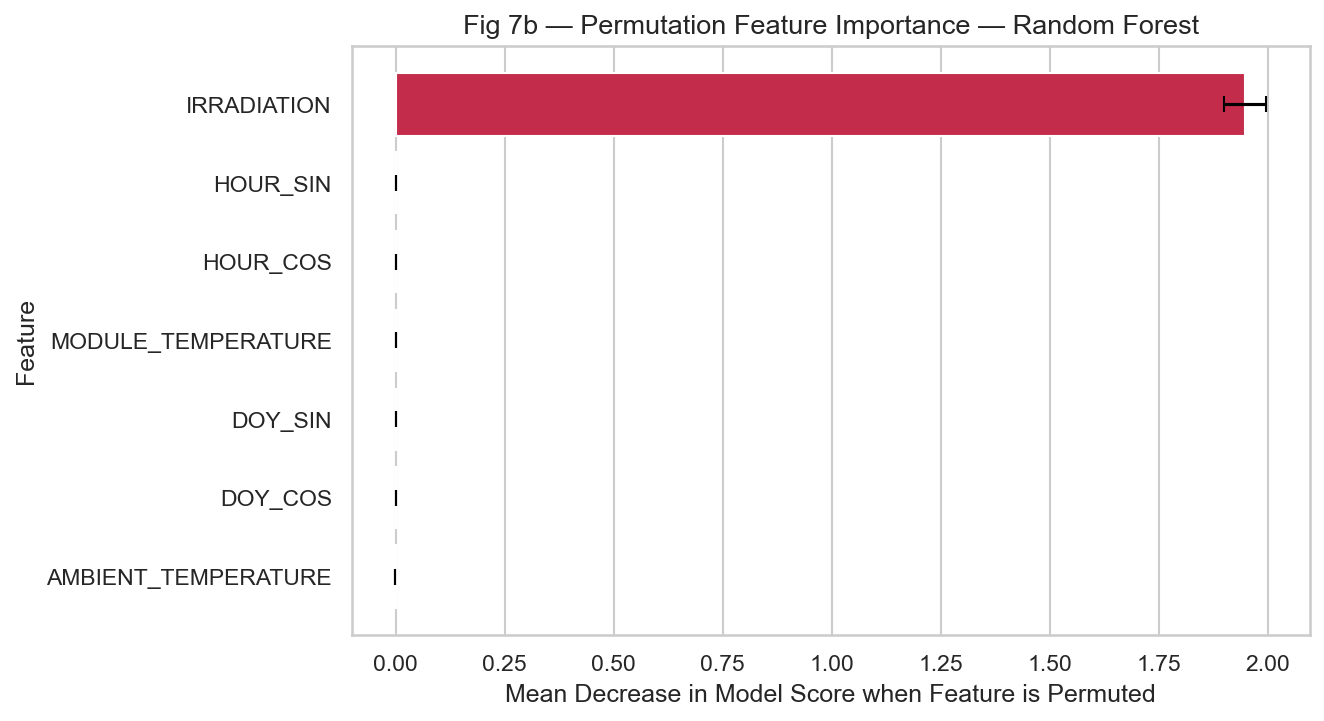 Fig 7b — Permutation Feature Importance — Random Forest
Feature
IRRADIATION
HOUR_SIN
HOUR_COS
MODULE_TEMPERATURE
DOY_SIN
DOY_COS
AMBIENT_TEMPERATURE
0.00 0.25 0.50 0.75 1.00 1.25 1.50 1.75 2.00
Mean Decrease in Model Score when Feature is Permuted